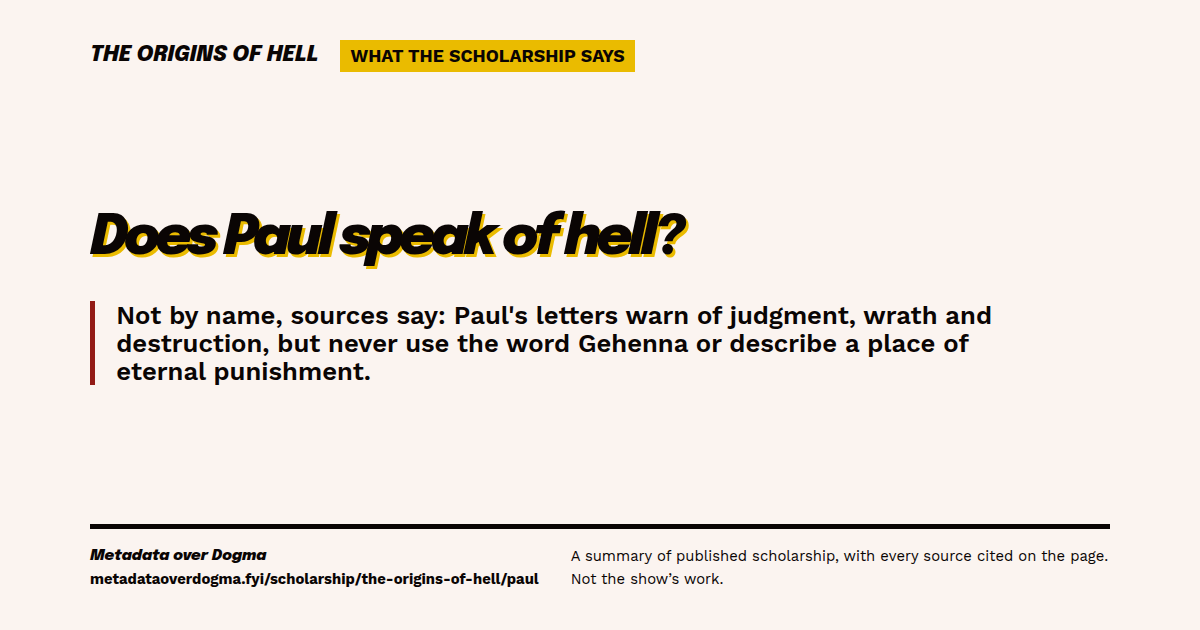 THE ORIGINS OF HELL
WHAT THE SCHOLARSHIP SAYS
Does Paul speak of hell?
Not by name, sources say: Paul's letters warn of judgment, wrath and
destruction, but never use the word Gehenna or describe a place of
eternal punishment.
Metadata over Dogma
metadataoverdogma.fyi/scholarship/the-origins-of-hell/paul
A summary of published scholarship, with every source cited on the page.
Not the show’s work.